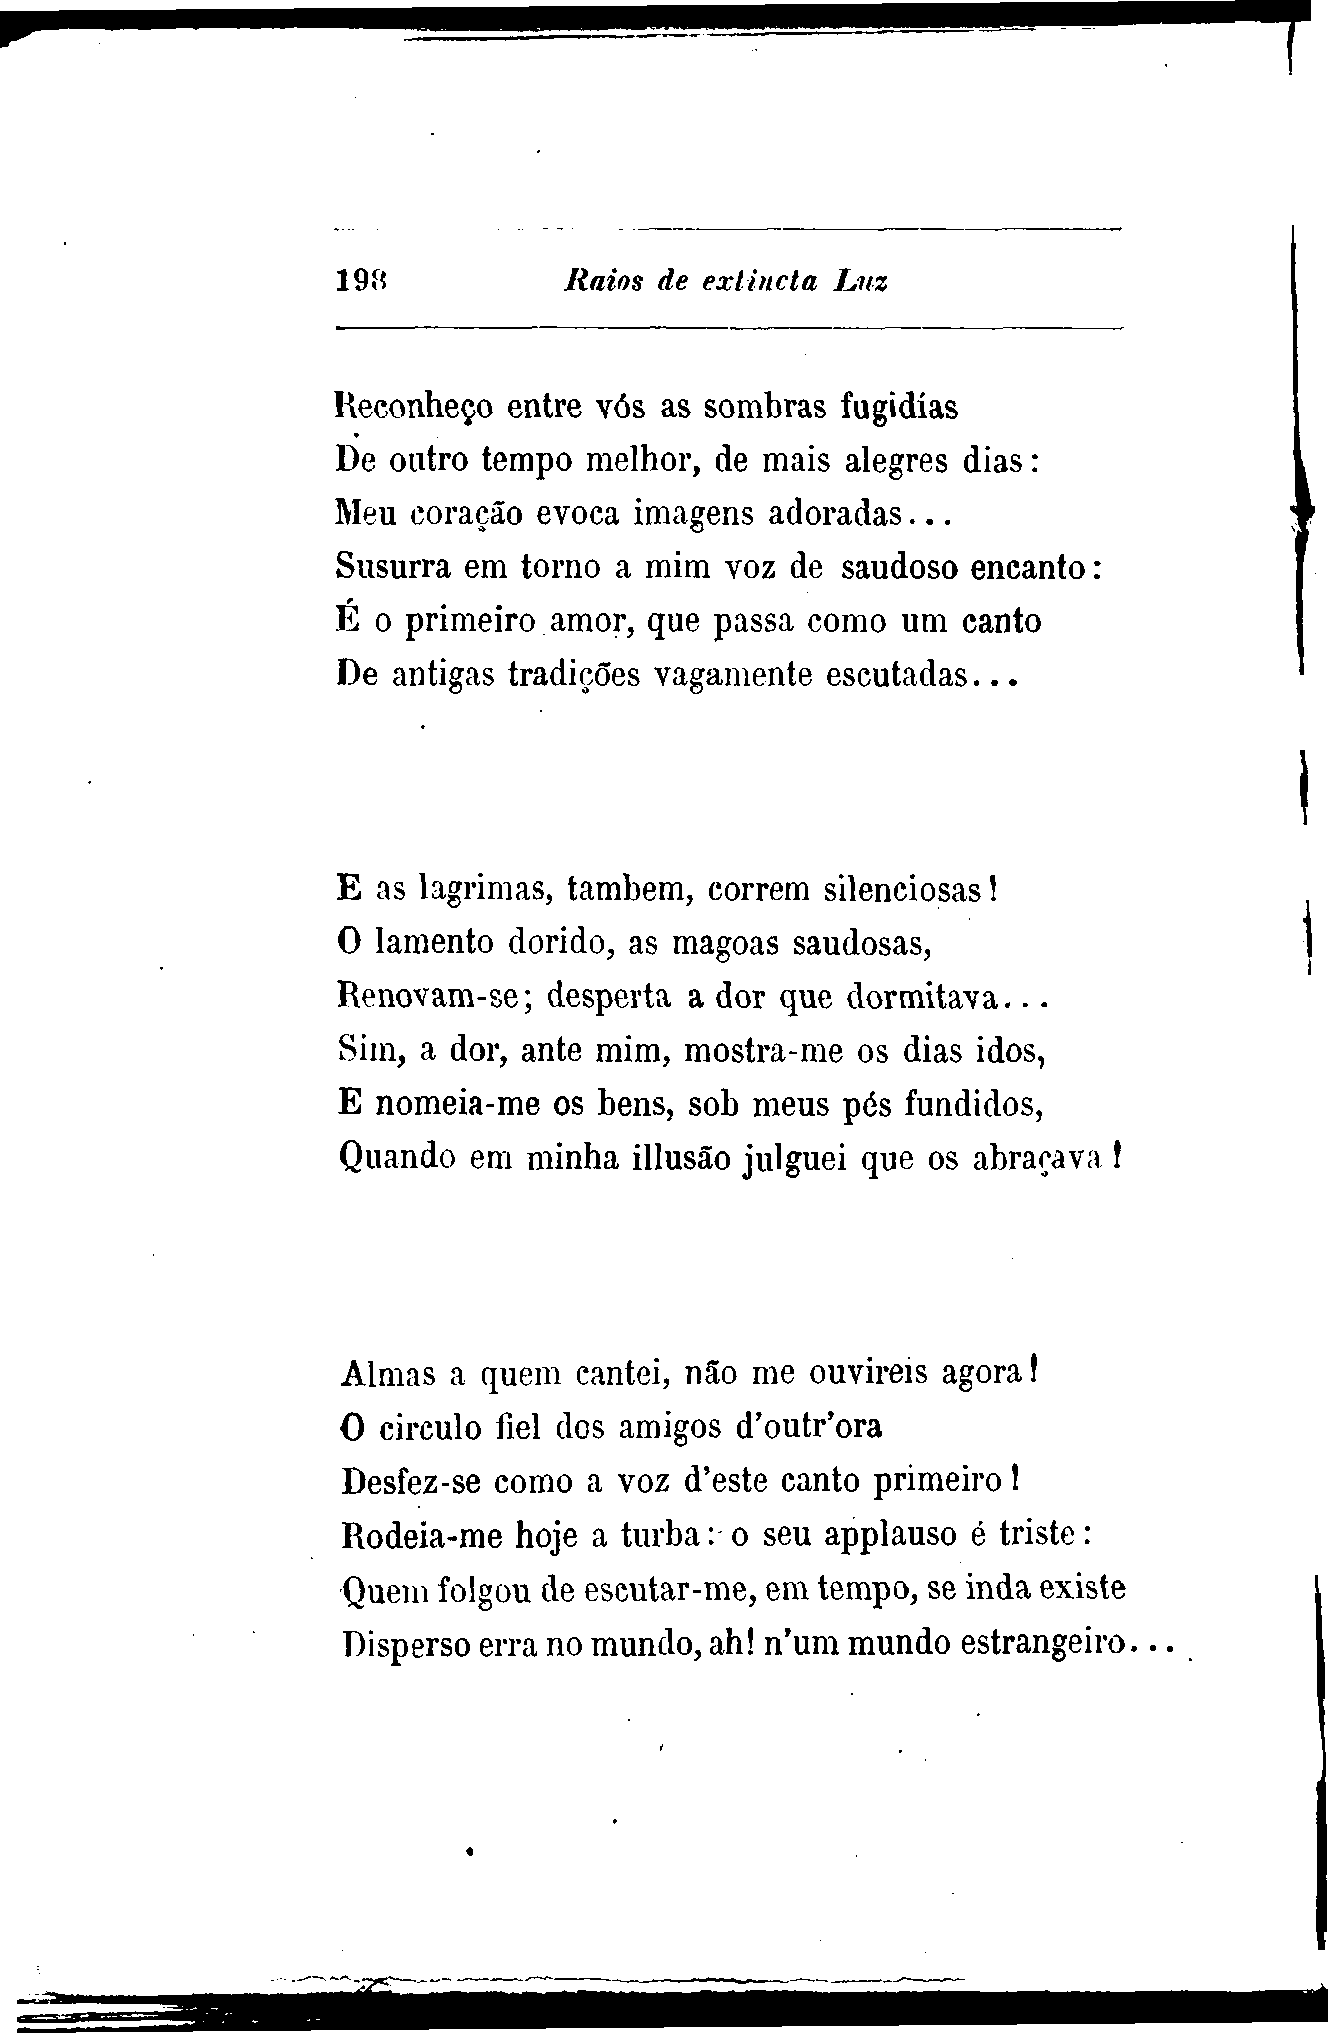 198 Raios de extincta Luz
Reconheço entre vós as sombras fugidías
De outro tempo melhor, de mais alegres dias:
Meu coração evoca imagens adoradas...
Susurra em torno a mim voz de saudoso encanto:
É o primeiro amor, que passa como um canto
De antigas tradições vagamente escutadas...
E as lagrimas, tambem, correm silenciosas!
O lamento dorido, as magoas saudosas,
Renovam-se; desperta a dor que dormitava...
Sim, a dor, ante mim, mostra-me os dias idos,
E nomeia-me os bens, sob meus pés fundidos,
Quando em minha illusão julguei que os abraçava!
Almas a quem cantei, não me ouvireis agora!
O circulo fiel dos amigos d'outr'ora
Desfez-se como a voz d'este canto primeiro!
Rodeia-me hoje a turba: o seu applauso é triste:
Quem folgou de escutar-me, em tempo, se inda existe
Disperso erra no mundo, ah! n'um mundo estrangeiro...